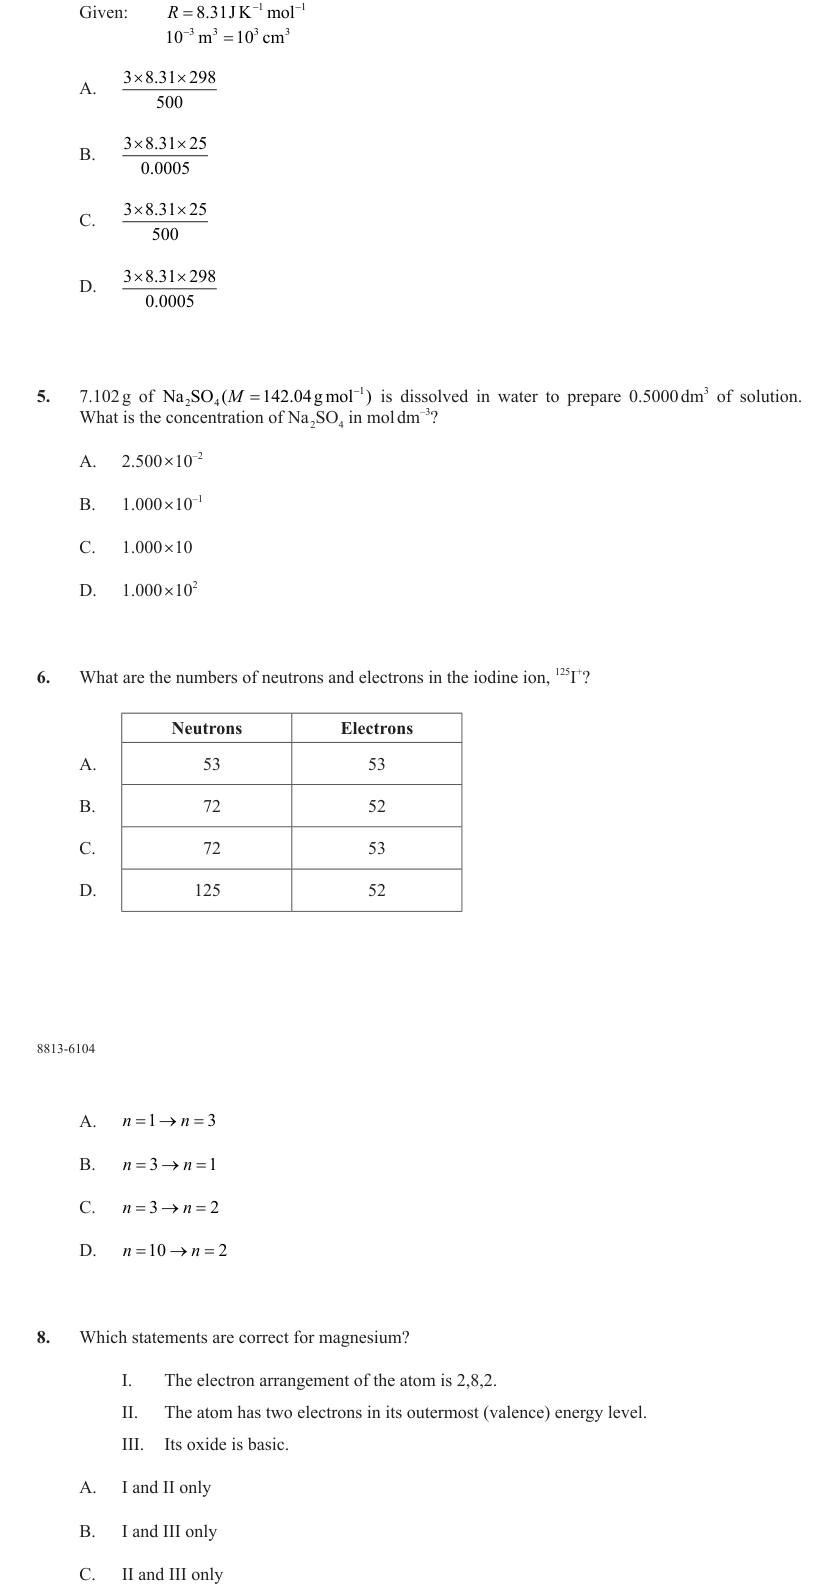 Given: R = 8.31 J K⁻¹ mol⁻¹
10⁻³ m³ = 10³ cm³
A. 3×8.31×298 / 500
B. 3×8.31×25 / 0.0005
C. 3×8.31×25 / 500
D. 3×8.31×298 / 0.0005
5. 7.102 g of Na₂SO₄ (M = 142.04 g mol⁻¹) is dissolved in water to prepare 0.5000 dm³ of solution.
What is the concentration of Na₂SO₄ in mol dm⁻³?
A. 2.500×10⁻²
B. 1.000×10⁻¹
C. 1.000×10
D. 1.000×10²
6. What are the numbers of neutrons and electrons in the iodine ion, ¹²⁵I⁺?
Neutrons Electrons
A. 53 53
B. 72 52
C. 72 53
D. 125 52
8813-6104
A. n = 1 → n = 3
B. n = 3 → n = 1
C. n = 3 → n = 2
D. n = 10 → n = 2
8. Which statements are correct for magnesium?
I. The electron arrangement of the atom is 2,8,2.
II. The atom has two electrons in its outermost (valence) energy level.
III. Its oxide is basic.
A. I and II only
B. I and III only
C. II and III only